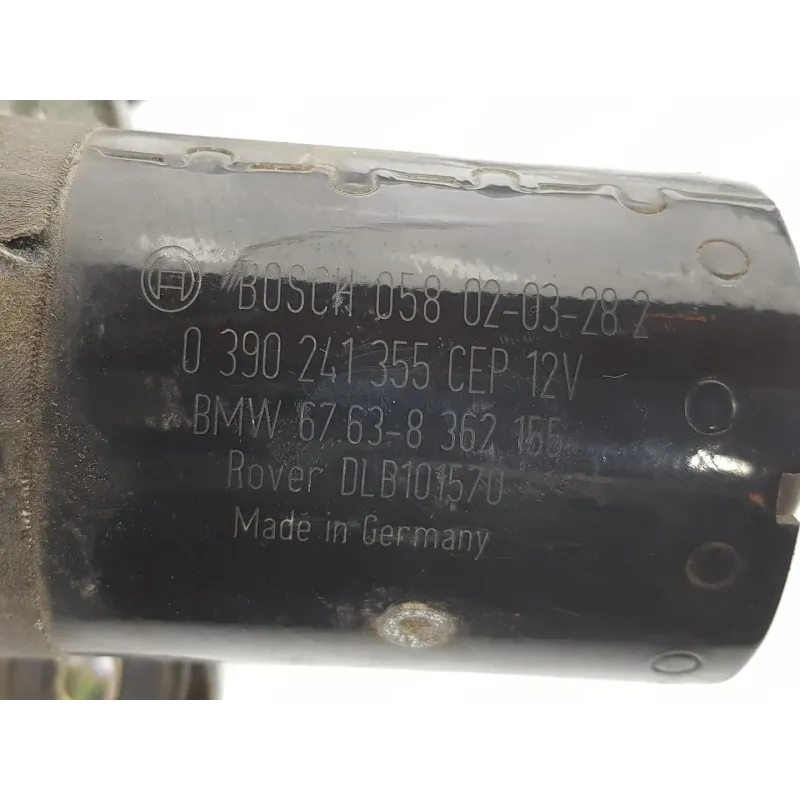 BOSCH 058 02-03-28 2
0 390 241 355 CEP 12V
BMW 67.63-8 362 155
Rover DLB101570
Made in Germany